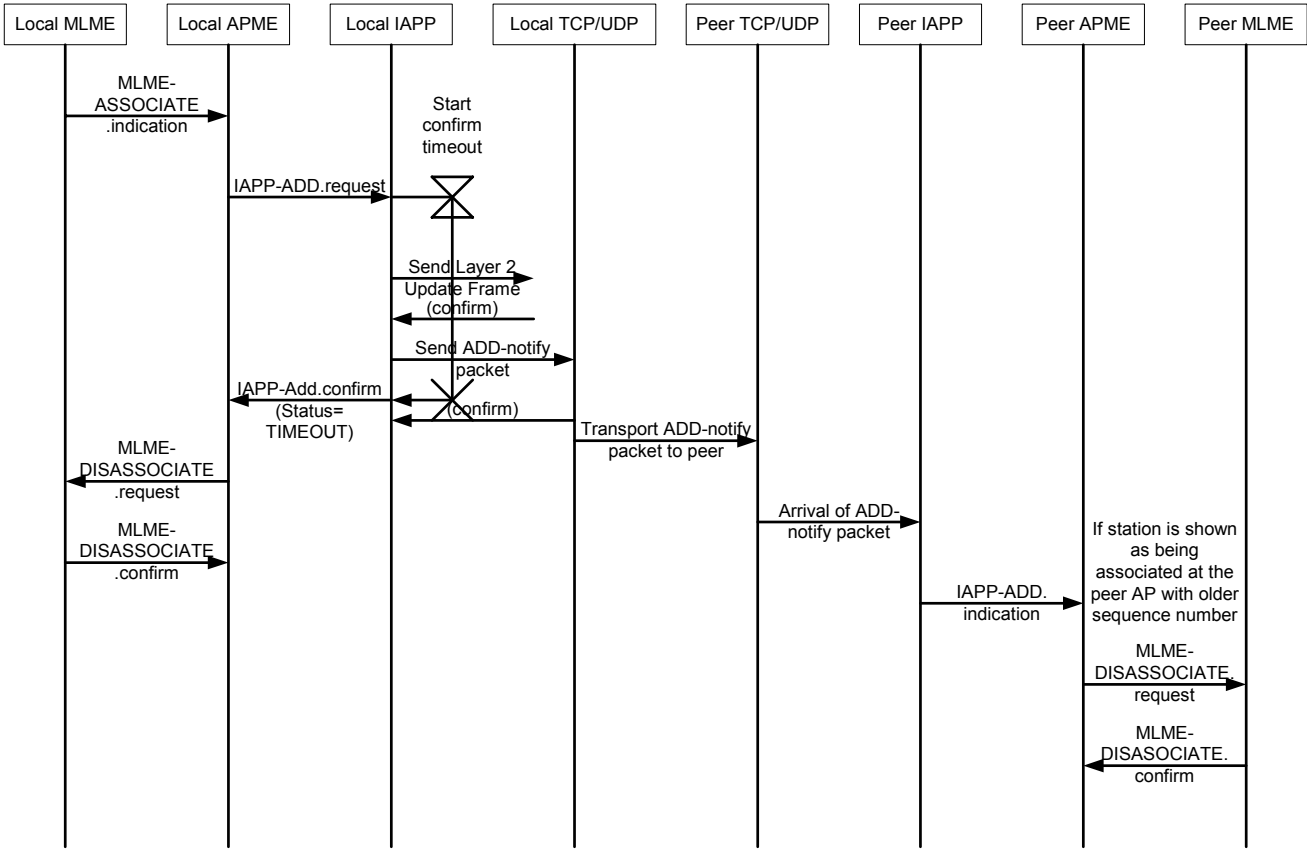 Local MLME
Local APME
Local IAPP
Local TCP/UDP
Peer TCP/UDP
Peer IAPP
Peer APME
Peer MLME
MLME-
ASSOCIATE
.indication
Start
confirm
timeout
IAPP-ADD.request
Send Layer 2
Update Frame
(confirm)
Send ADD-notify
packet
IAPP-Add.confirm
(Status=
TIMEOUT)
(confirm)
Transport ADD-notify
packet to peer
MLME-
DISASSOCIATE
.request
Arrival of ADD-
notify packet
MLME-
DISASSOCIATE
.confirm
If station is shown
as being
associated at the
peer AP with older
sequence number
IAPP-ADD.
indication
MLME-
DISASSOCIATE.
request
MLME-
DISASOCIATE.
confirm